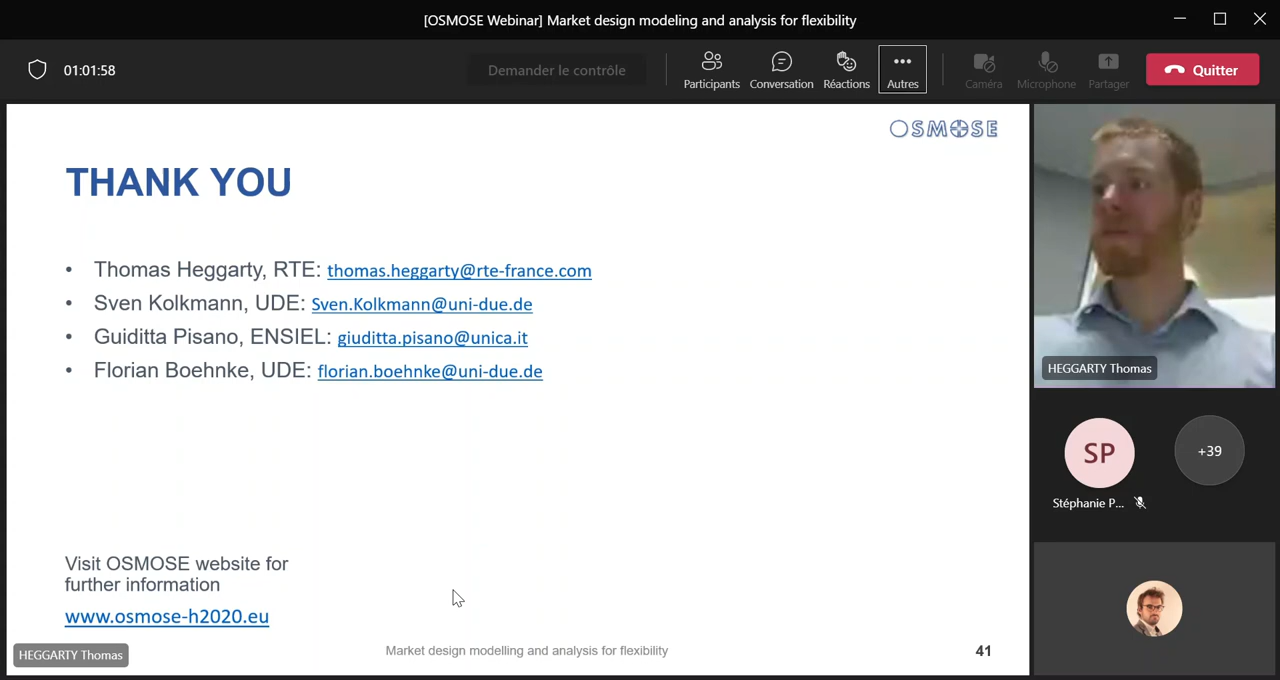 [OSMOSE Webinar] Market design modeling and analysis for flexibility
01:01:58
Demander le contrôle
Participants
Conversation
Réactions
Autres
Caméra
Microphone
Partager
Quitter
OSMOSE
THANK YOU
• Thomas Heggarty, RTE: thomas.heggarty@rte-france.com
• Sven Kolkmann, UDE: Sven.Kolkmann@uni-due.de
• Guiditta Pisano, ENSIEL: giuditta.pisano@unica.it
• Florian Boehnke, UDE: florian.boehnke@uni-due.de
Visit OSMOSE website for
further information
www.osmose-h2020.eu
HEGGARTY Thomas
Market design modelling and analysis for flexibility
41
HEGGARTY Thomas
SP
+39
Stéphanie P...